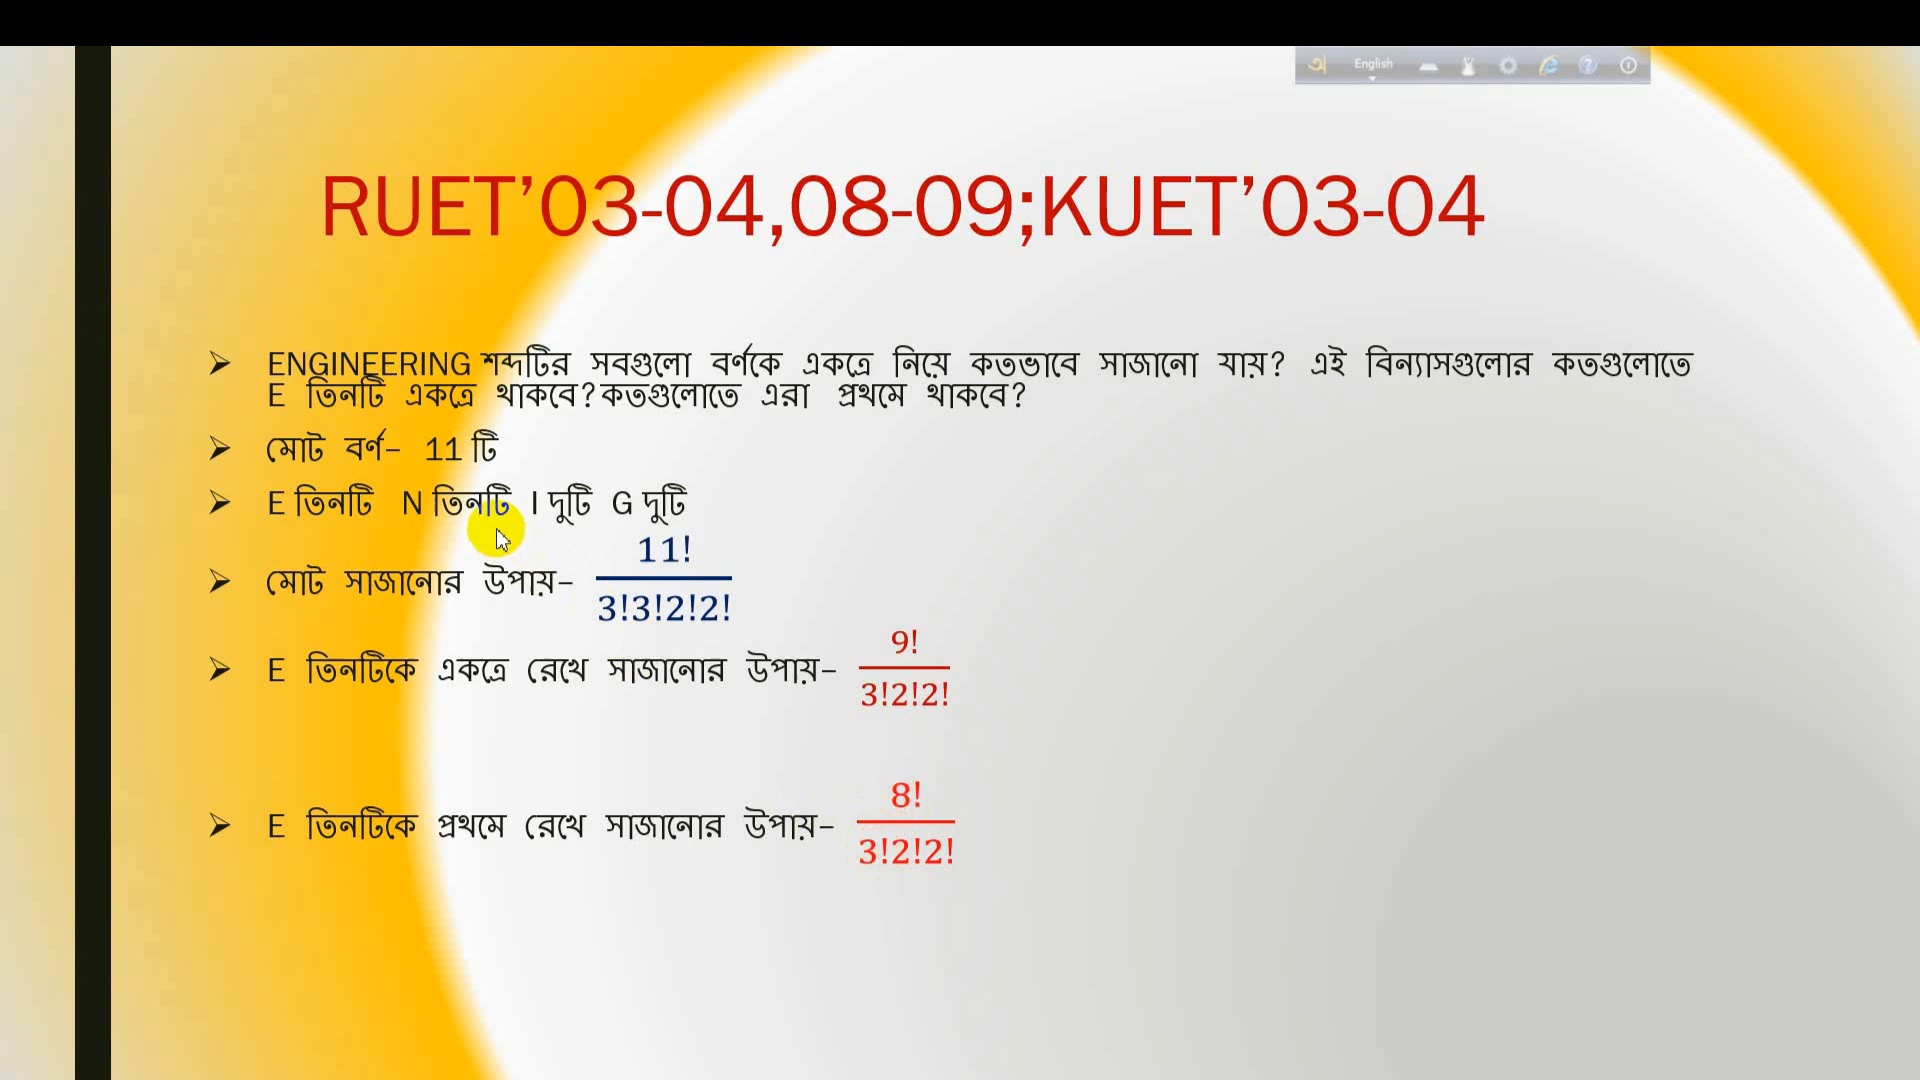 English
RUET’03-04,08-09;KUET’03-04
ENGINEERING শব্দটির সবগুলো বর্ণকে একত্রে নিয়ে কতভাবে সাজানো যায়? এই বিন্যাসগুলোর কতগুলোতে
E তিনটি একত্রে থাকবে?কতগুলোতে এরা প্রথমে থাকবে?
মোট বর্ণ– 11 টি
E তিনটি N তিনটি I দুটি G দুটি
মোট সাজানোর উপায়– 11!
3!3!2!2!
E তিনটিকে একত্রে রেখে সাজানোর উপায়– 9!
3!2!2!
E তিনটিকে প্রথমে রেখে সাজানোর উপায়– 8!
3!2!2!